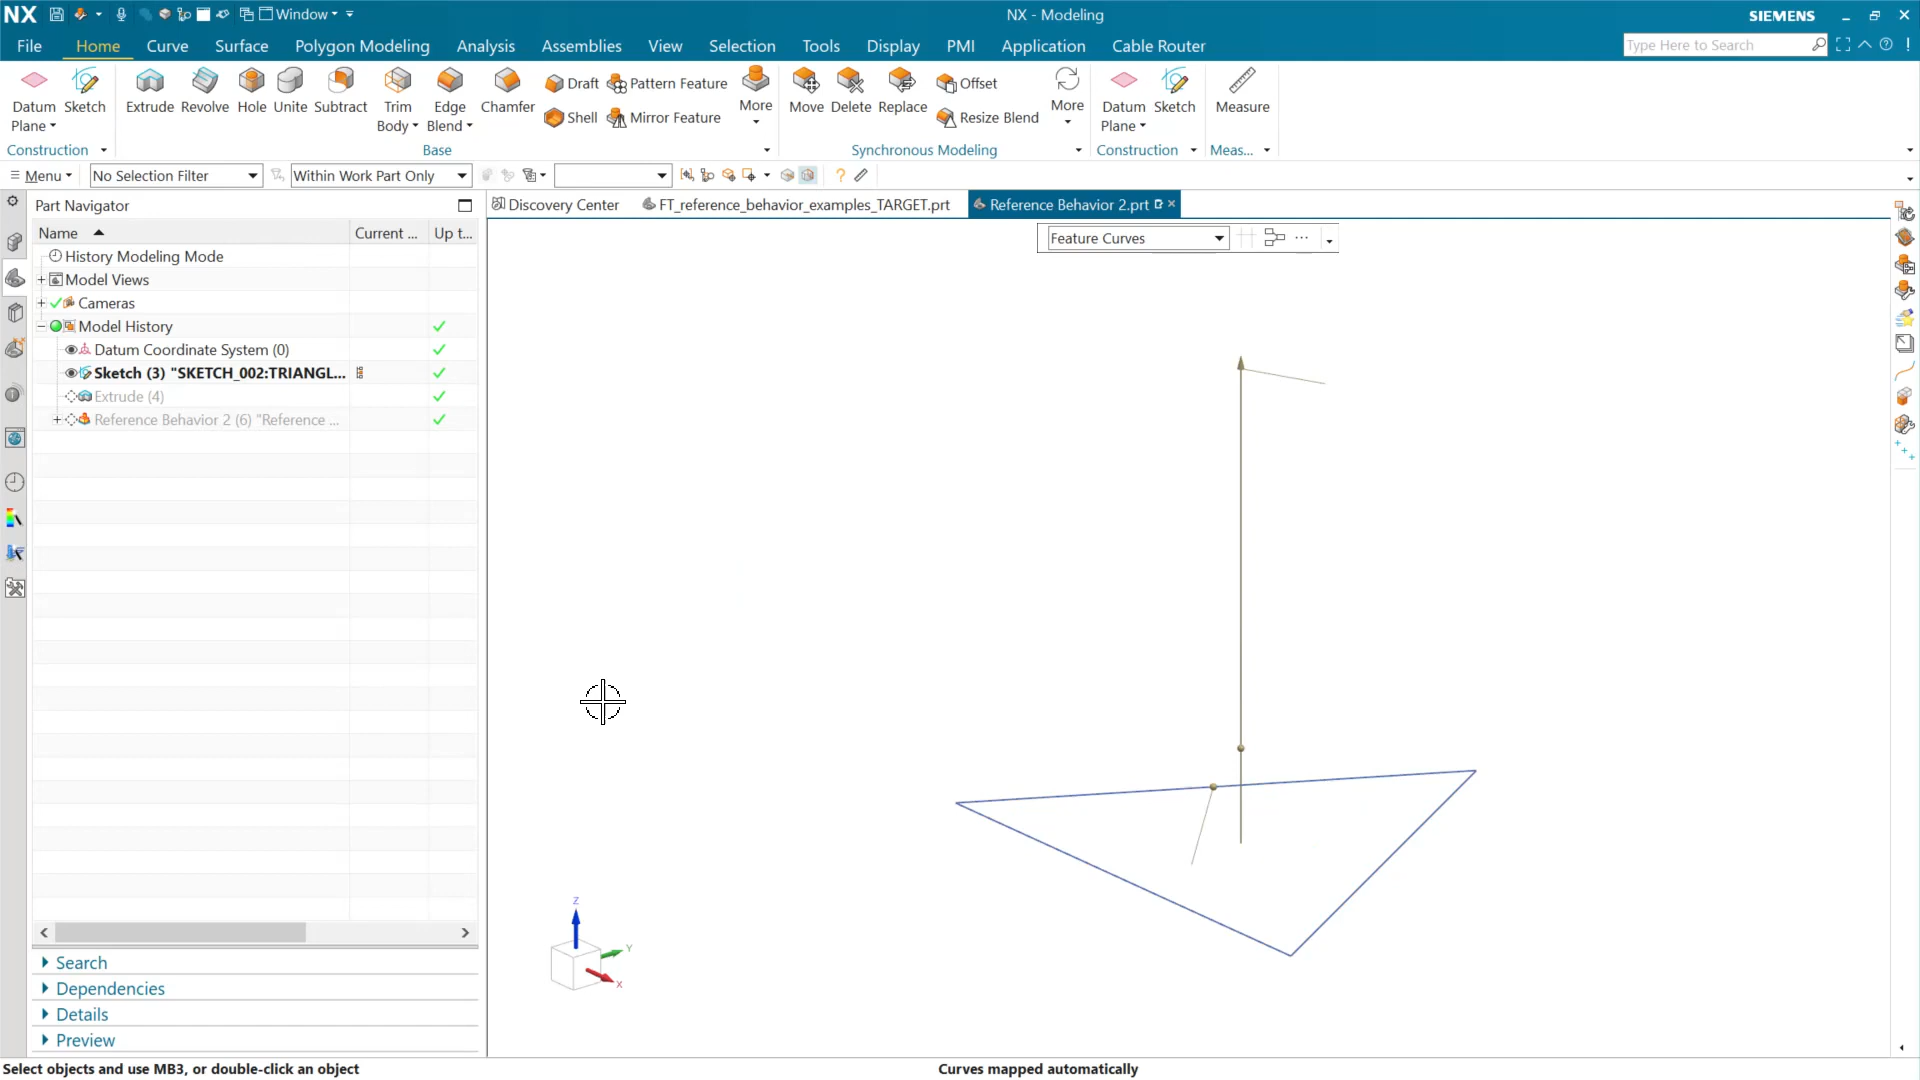 NX Window NX - Modeling SIEMENS
File Home Curve Surface Polygon Modeling Analysis Assemblies View Selection Tools Display PMI Application Cable Router Type Here to Search
Datum Plane Sketch Extrude Revolve Hole Unite Subtract Trim Body Edge Blend Chamfer Draft Pattern Feature More Move Delete Replace Offset More Datum Plane Sketch Measure
Shell Mirror Feature Resize Blend
Construction Base Synchronous Modeling Construction Meas...
Menu No Selection Filter Within Work Part Only
Part Navigator Discovery Center FT_reference_behavior_examples_TARGET.prt Reference Behavior 2.prt
Name Current ... Up t... Feature Curves
History Modeling Mode
Model Views
Cameras
Model History
Datum Coordinate System (0)
Sketch (3) "SKETCH_002:TRIANGL...
Extrude (4)
Reference Behavior 2 (6) "Reference ...
Z
Y
X
Search
Dependencies
Details
Preview
Select objects and use MB3, or double-click an object Curves mapped automatically